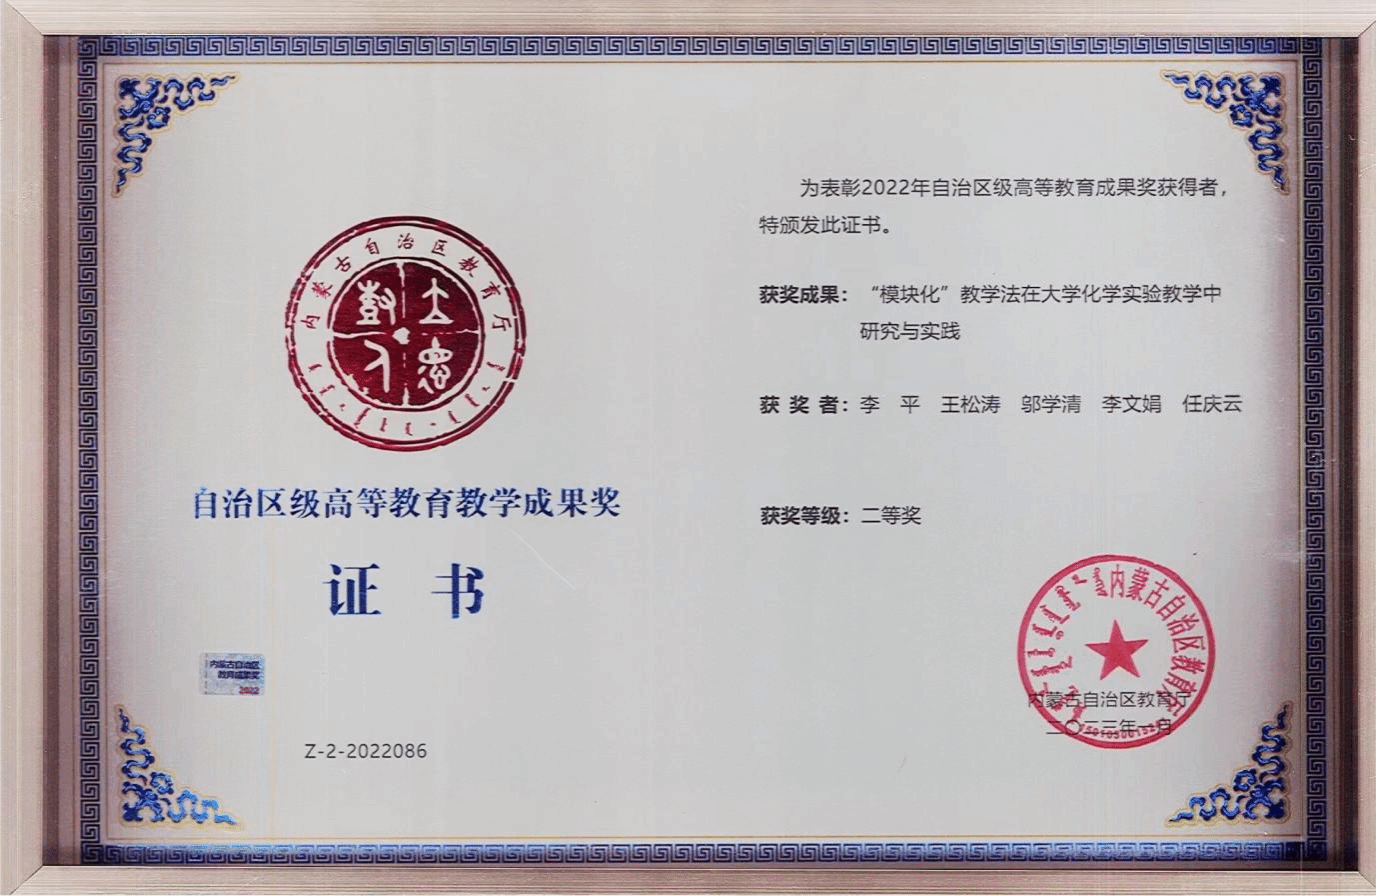 内蒙古自治区教育厅
自治区级高等教育教学成果奖
证 书
内蒙古自治区
教育成果奖
2022
Z-2-2022086
为表彰2022年自治区级高等教育成果奖获得者，
特颁发此证书。
获奖成果：“模块化”教学法在大学化学实验教学中
研究与实践
获 奖 者：李 平 王松涛 邬学清 李文娟 任庆云
获奖等级：二等奖
内蒙古自治区教育厅
内蒙古自治区教育厅
二〇二三年一月